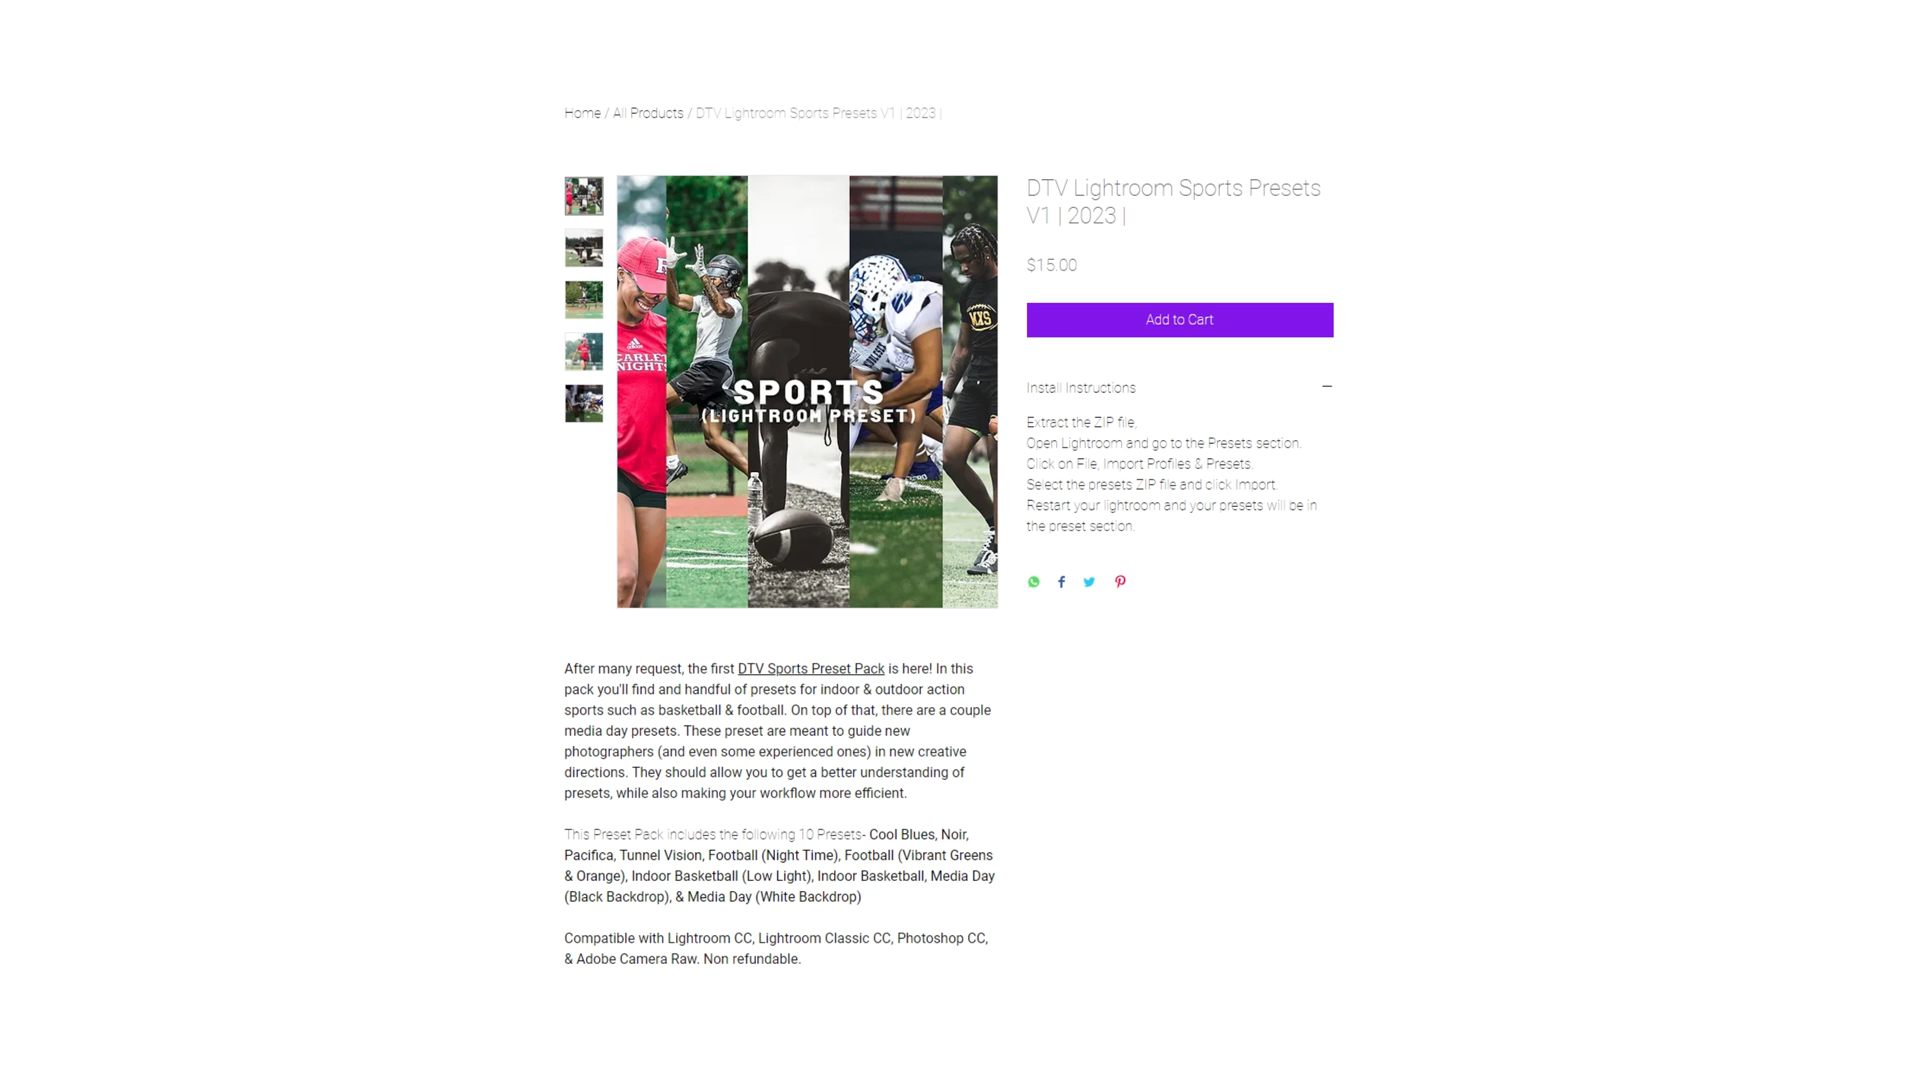 Home / All Products / DTV Lightroom Sports Presets V1 | 2023 |
DTV Lightroom Sports Presets
V1 | 2023 |
$15.00
Add to Cart
Install Instructions
Extract the ZIP file,
Open Lightroom and go to the Presets section.
Click on File, Import Profiles & Presets.
Select the presets ZIP file and click Import.
Restart your lightroom and your presets will be in
the preset section.
R
ARLET
NIGHTS
MXS
SPORTS
(LIGHTROOM PRESET)
After many request, the first DTV Sports Preset Pack is here! In this
pack you'll find and handful of presets for indoor & outdoor action
sports such as basketball & football. On top of that, there are a couple
media day presets. These preset are meant to guide new
photographers (and even some experienced ones) in new creative
directions. They should allow you to get a better understanding of
presets, while also making your workflow more efficient.
This Preset Pack includes the following 10 Presets- Cool Blues, Noir,
Pacifica, Tunnel Vision, Football (Night Time), Football (Vibrant Greens
& Orange), Indoor Basketball (Low Light), Indoor Basketball, Media Day
(Black Backdrop), & Media Day (White Backdrop)
Compatible with Lightroom CC, Lightroom Classic CC, Photoshop CC,
& Adobe Camera Raw. Non refundable.